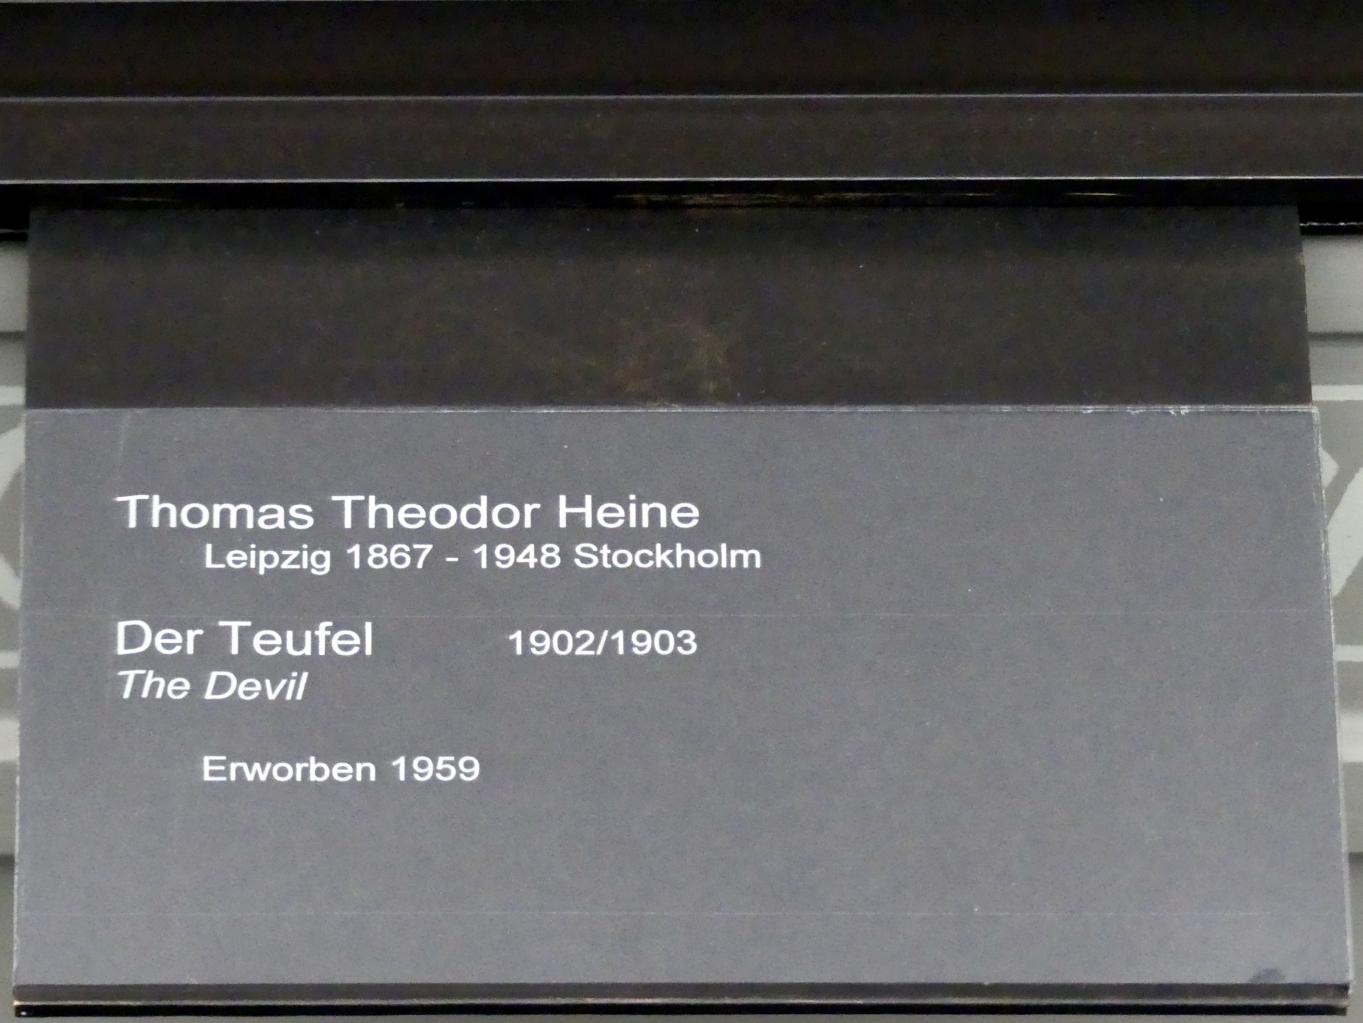 Thomas Theodor Heine
Leipzig 1867 - 1948 Stockholm
Der Teufel 1902/1903
The Devil
Erworben 1959